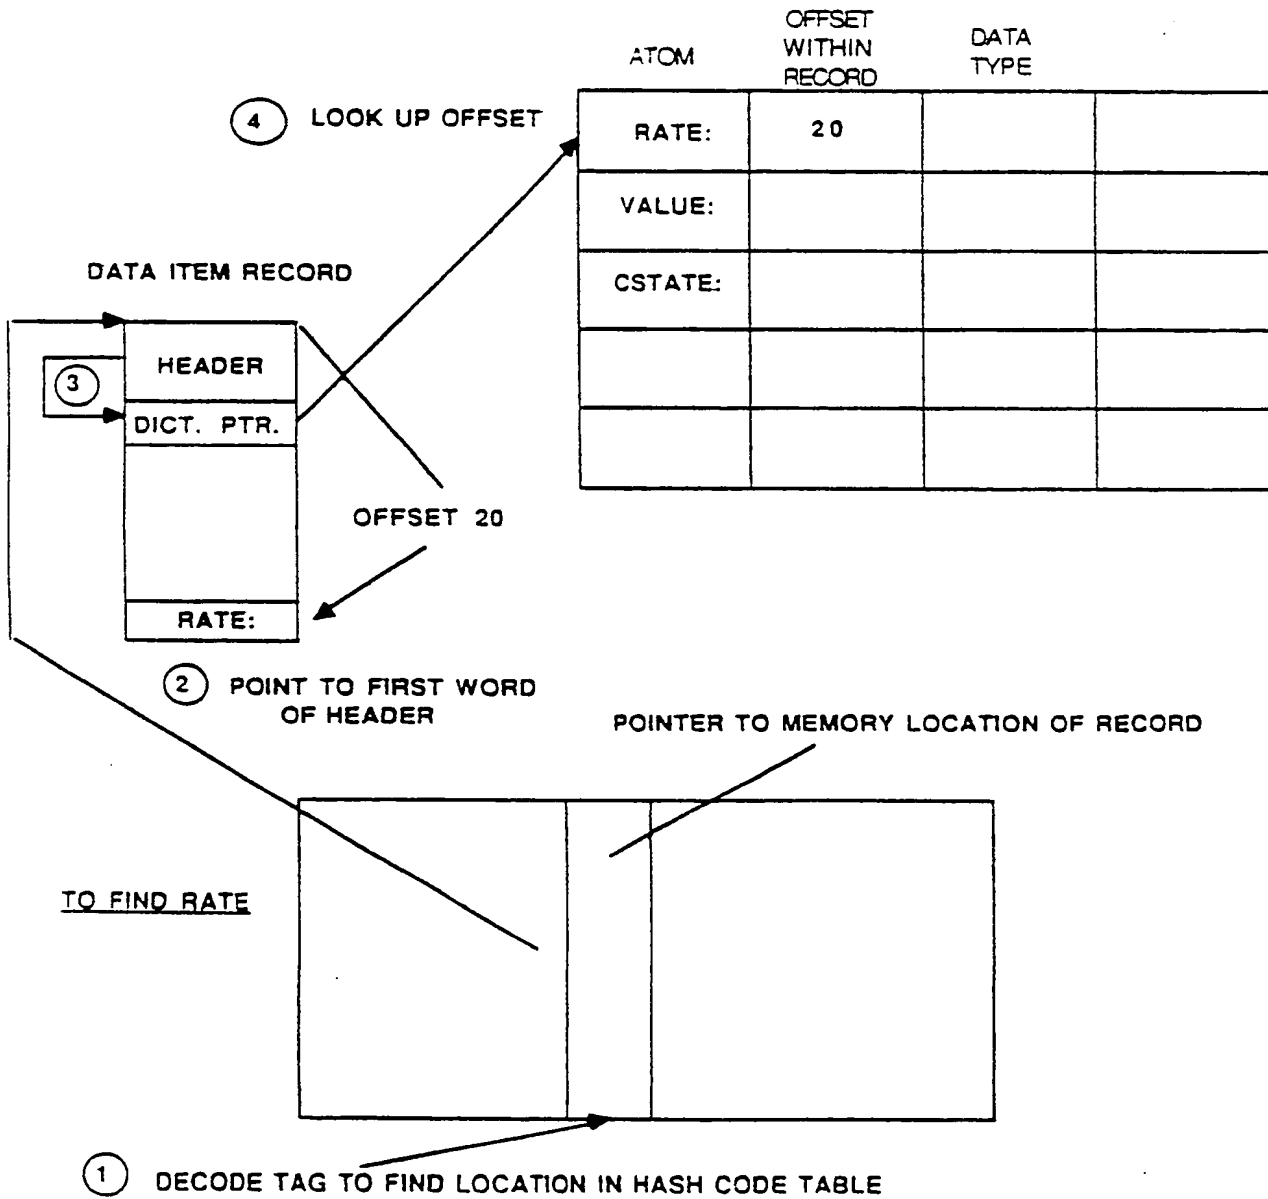 ATOM
OFFSET
WITHIN
RECORD
DATA
TYPE
4 LOOK UP OFFSET
RATE: 20
VALUE:
CSTATE:
DATA ITEM RECORD
HEADER
3
DICT. PTR.
OFFSET 20
RATE:
2 POINT TO FIRST WORD
OF HEADER
POINTER TO MEMORY LOCATION OF RECORD
TO FIND RATE
1 DECODE TAG TO FIND LOCATION IN HASH CODE TABLE